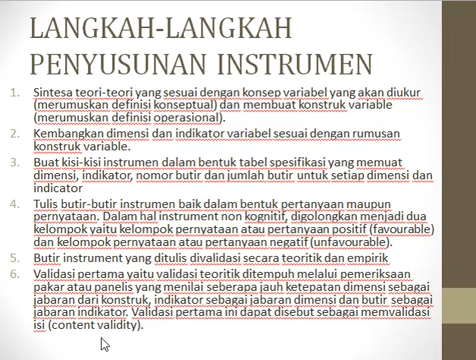 LANGKAH-LANGKAH
PENYUSUNAN INSTRUMEN
1. Sintesa teori-teori yang sesuai dengan konsep variabel yang akan diukur
(merumuskan definisi konseptual) dan membuat konstruk variable
(merumuskan definisi operasional).
2. Kembangkan dimensi dan indikator variabel sesuai dengan rumusan
konstruk variable.
3. Buat kisi-kisi instrumen dalam bentuk tabel spesifikasi yang memuat
dimensi, indikator, nomor butir dan jumlah butir untuk setiap dimensi dan
indicator
4. Tulis butir-butir instrumen baik dalam bentuk pertanyaan maupun
pernyataan. Dalam hal instrument non kognitif, digolongkan menjadi dua
kelompok yaitu kelompok pernyataan atau pertanyaan positif (favourable)
dan kelompok pernyataan atau pertanyaan negatif (unfavourable).
5. Butir instrument yang ditulis divalidasi secara teoritik dan empirik
6. Validasi pertama yaitu validasi teoritik ditempuh melalui pemeriksaan
pakar atau panelis yang menilai seberapa jauh ketepatan dimensi sebagai
jabaran dari konstruk, indikator sebagai jabaran dimensi dan butir sebagai
jabaran indikator. Validasi pertama ini dapat disebut sebagai memvalidasi
isi (content validity).